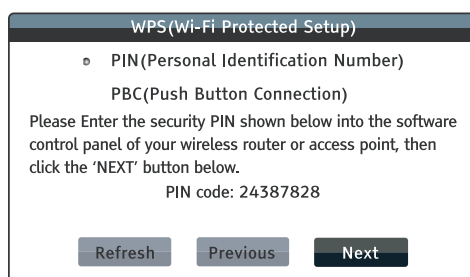 WPS(Wi-Fi Protected Setup)
PIN(Personal Identification Number)
PBC(Push Button Connection)
Please Enter the security PIN shown below into the software
control panel of your wireless router or access point, then
click the ‘NEXT’ button below.
PIN code: 24387828
Refresh Previous Next